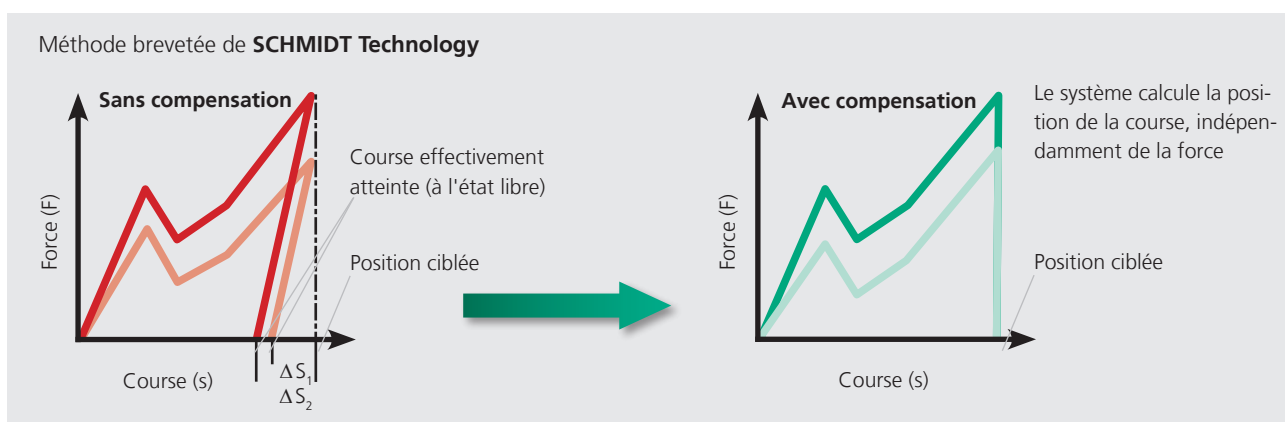 Méthode brevetée de SCHMIDT Technology
Sans compensation
Force (F)
Course effectivement
atteinte (à l'état libre)
Position ciblée
Course (s)
ΔS1
ΔS2
Avec compensation
Force (F)
Le système calcule la posi-
tion de la course, indépen-
damment de la force
Position ciblée
Course (s)